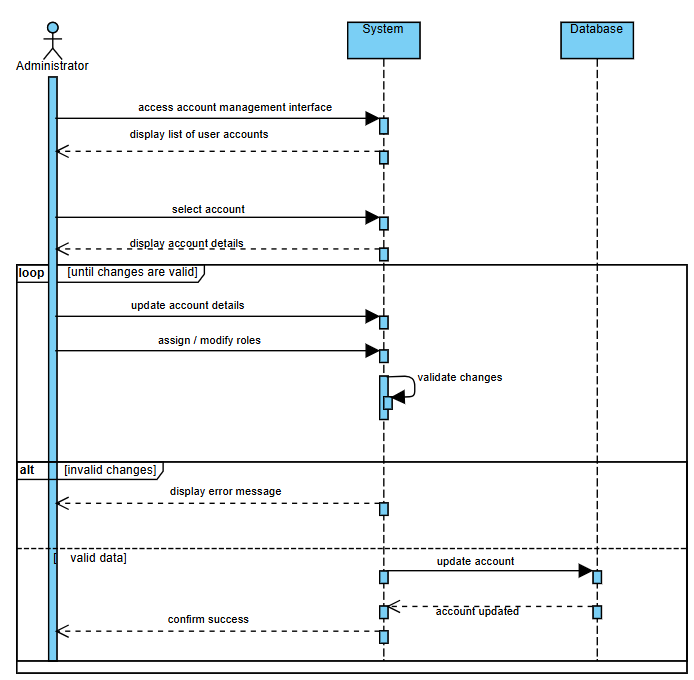 System
Database
Administrator
access account management interface
display list of user accounts
select account
display account details
loop
[until changes are valid]
update account details
assign / modify roles
validate changes
alt
[invalid changes]
display error message
[ valid data]
update account
account updated
confirm success